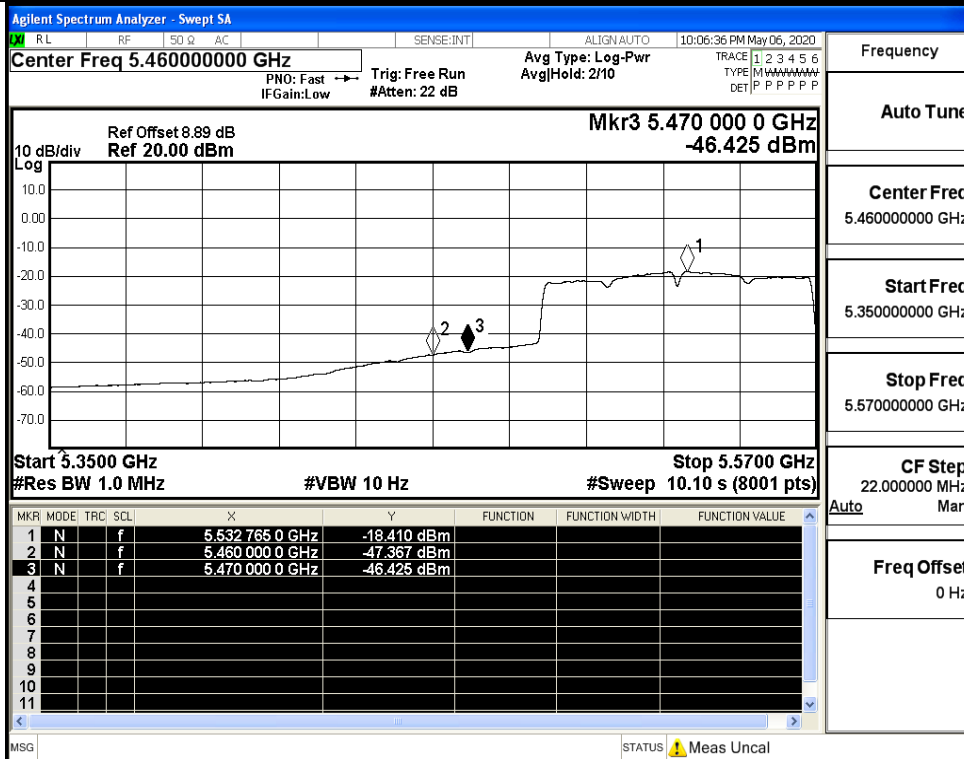 Agilent Spectrum Analyzer - Swept SA
LXI RL RF 50 Ω AC SENSE:INT ALIGN AUTO 10:06:36 PM May 06, 2020
Center Freq 5.460000000 GHz
PNO: Fast
IFGain:Low
Trig: Free Run
#Atten: 22 dB
Avg Type: Log-Pwr
Avg|Hold: 2/10
TRACE 1 2 3 4 5 6
TYPE M W W W W W
DET P P P P P P
Mkr3 5.470 000 0 GHz
-46.425 dBm
Ref Offset 8.89 dB
10 dB/div Ref 20.00 dBm
Log
10.0
0.00
-10.0
-20.0
-30.0
-40.0
-50.0
-60.0
-70.0
1
2
3
Start 5.3500 GHz Stop 5.5700 GHz
#Res BW 1.0 MHz #VBW 10 Hz #Sweep 10.10 s (8001 pts)
MKR MODE TRC SCL X Y FUNCTION FUNCTION WIDTH FUNCTION VALUE
1 N f 5.532 765 0 GHz -18.410 dBm
2 N f 5.460 000 0 GHz -47.367 dBm
3 N f 5.470 000 0 GHz -46.425 dBm
4
5
6
7
8
9
10
11
MSG STATUS Meas Uncal
Frequency
Auto Tune
Center Freq
5.460000000 GHz
Start Freq
5.350000000 GHz
Stop Freq
5.570000000 GHz
CF Step
22.000000 MHz
Auto Man
Freq Offset
0 Hz